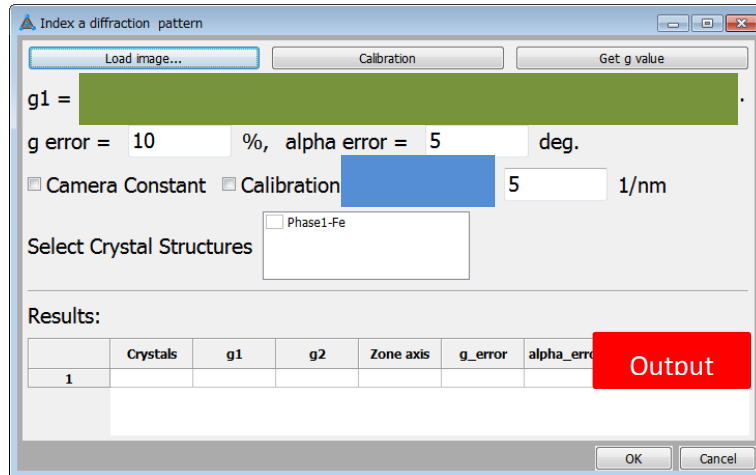 Index a diffraction pattern
Load image... Calibration Get g value
g1 = .
g error = 10 %, alpha error = 5 deg.
Camera Constant Calibration 5 1/nm
Phase1-Fe
Select Crystal Structures
Results:
Crystals g1 g2 Zone axis g_error Output
1
OK Cancel